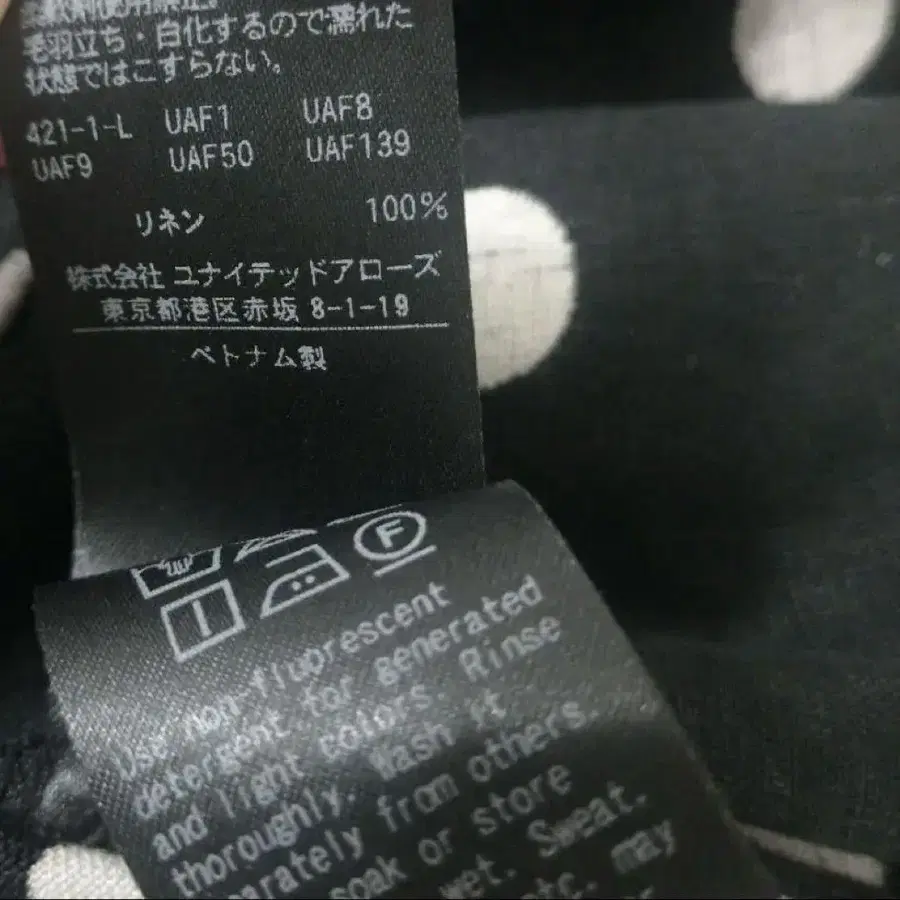 毛羽立ち・白化するので濡れた
状態ではこすらない。
421-1-L UAF1 UAF8
UAF9 UAF50 UAF139
リネン 100%
株式会社 ユナイテッドアローズ
東京都港区赤坂 8-1-19
ベトナム製
F
Use non-fluorescent
detergent for generated
and light colors. Rinse
thoroughly. Wash it
parately from others.
soak or store
wet. Sweat.
etc. may